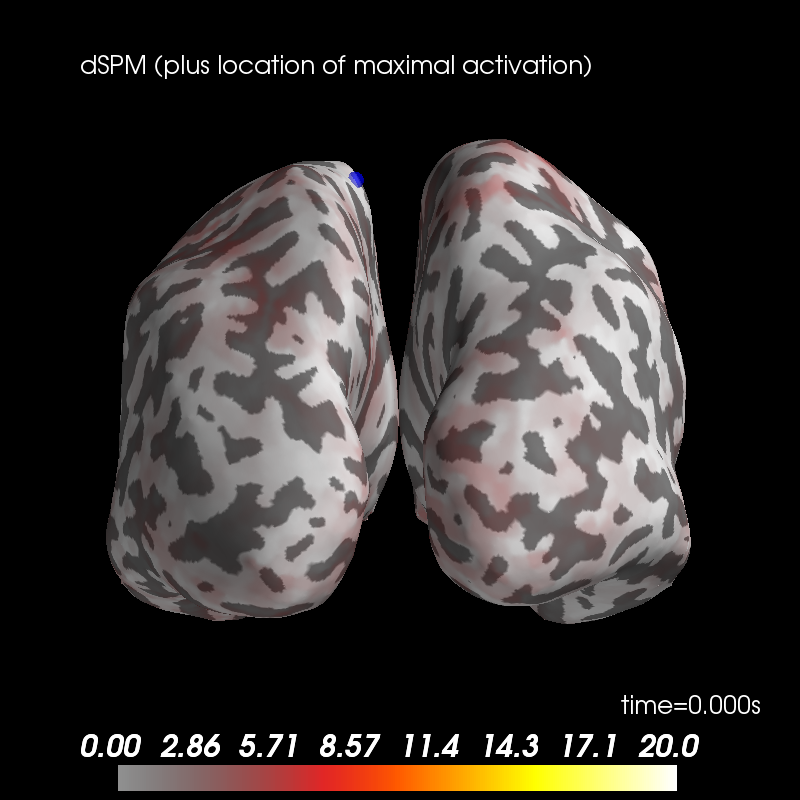 dSPM (plus location of maximal activation)
time=0.000s
0.00 2.86 5.71 8.57 11.4 14.3 17.1 20.0